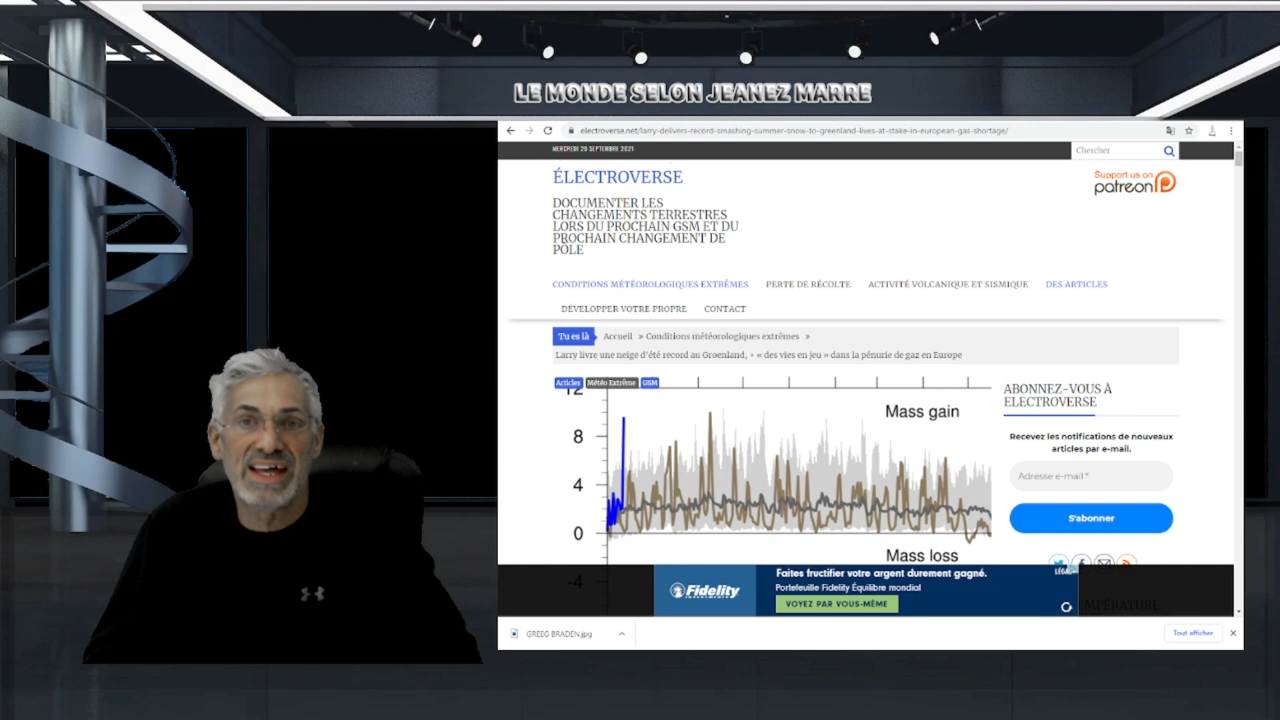 LE MONDE SELON JEANEZ MARRE
electroverse.net/larry-delivers-record-smashing-summer-snow-to-greenland-lives-at-stake-in-european-gas-shortage/
MERCREDI 29 SEPTEMBRE 2021
Chercher
ÉLECTROVERSE
Support us on
patreon
DOCUMENTER LES
CHANGEMENTS TERRESTRES
LORS DU PROCHAIN GSM ET DU
PROCHAIN CHANGEMENT DE
PÔLE
CONDITIONS MÉTÉOROLOGIQUES EXTRÊMES PERTE DE RÉCOLTE ACTIVITÉ VOLCANIQUE ET SISMIQUE DES ARTICLES
DÉVELOPPER VOTRE PROPRE CONTACT
Tu es là Accueil » Conditions météorologiques extrêmes »
Larry livre une neige d'été record au Groenland, + « des vies en jeu » dans la pénurie de gaz en Europe
Articles Météo Extrême GSM
12
Mass gain
8
4
0
Mass loss
-4
ABONNEZ-VOUS À
ELECTROVERSE
Recevez les notifications de nouveaux
articles par e-mail.
Adresse e-mail *
S'abonner
Fidelity
INVESTMENTS
Faites fructifier votre argent durement gagné.
Portefeuille Fidelity Équilibre mondial
VOYEZ PAR VOUS-MÊME
LÉGAL
EMPÉRATURE
GREEG BRADEN.jpg
Tout afficher